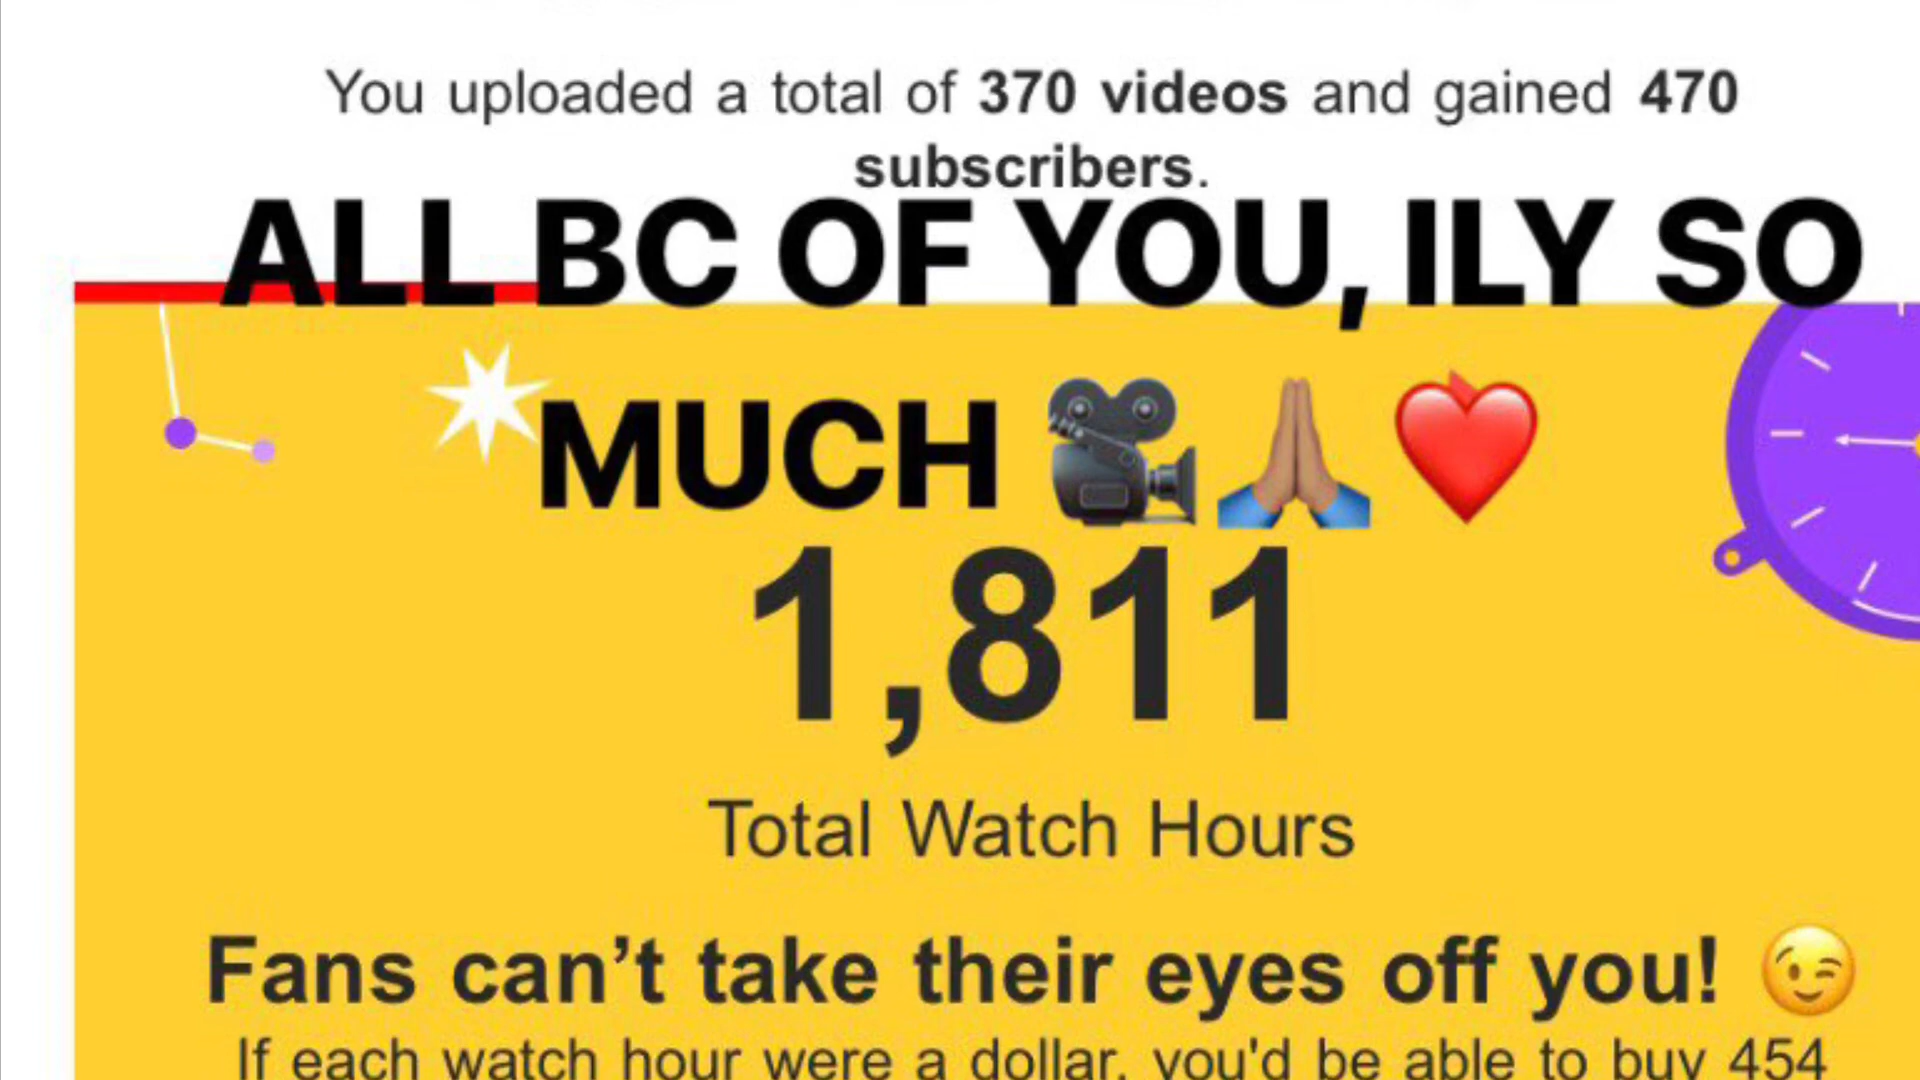 You uploaded a total of 370 videos and gained 470
subscribers.
ALL BC OF YOU, ILY SO
MUCH 🎥🙏🏽❤️
1,811
Total Watch Hours
Fans can’t take their eyes off you! 😉
If each watch hour were a dollar, you'd be able to buy 454